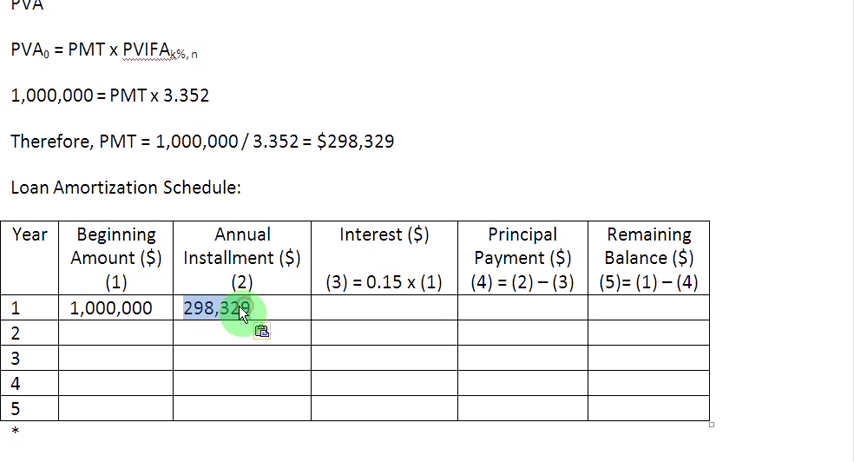 PVA
PVA₀ = PMT x PVIFAk%, n
1,000,000 = PMT x 3.352
Therefore, PMT = 1,000,000 / 3.352 = $298,329
Loan Amortization Schedule:
Year Beginning Amount ($) (1) Annual Installment ($) (2) Interest ($) (3) = 0.15 x (1) Principal Payment ($) (4) = (2) – (3) Remaining Balance ($) (5)= (1) – (4)
1 1,000,000 298,329
2
3
4
5
*